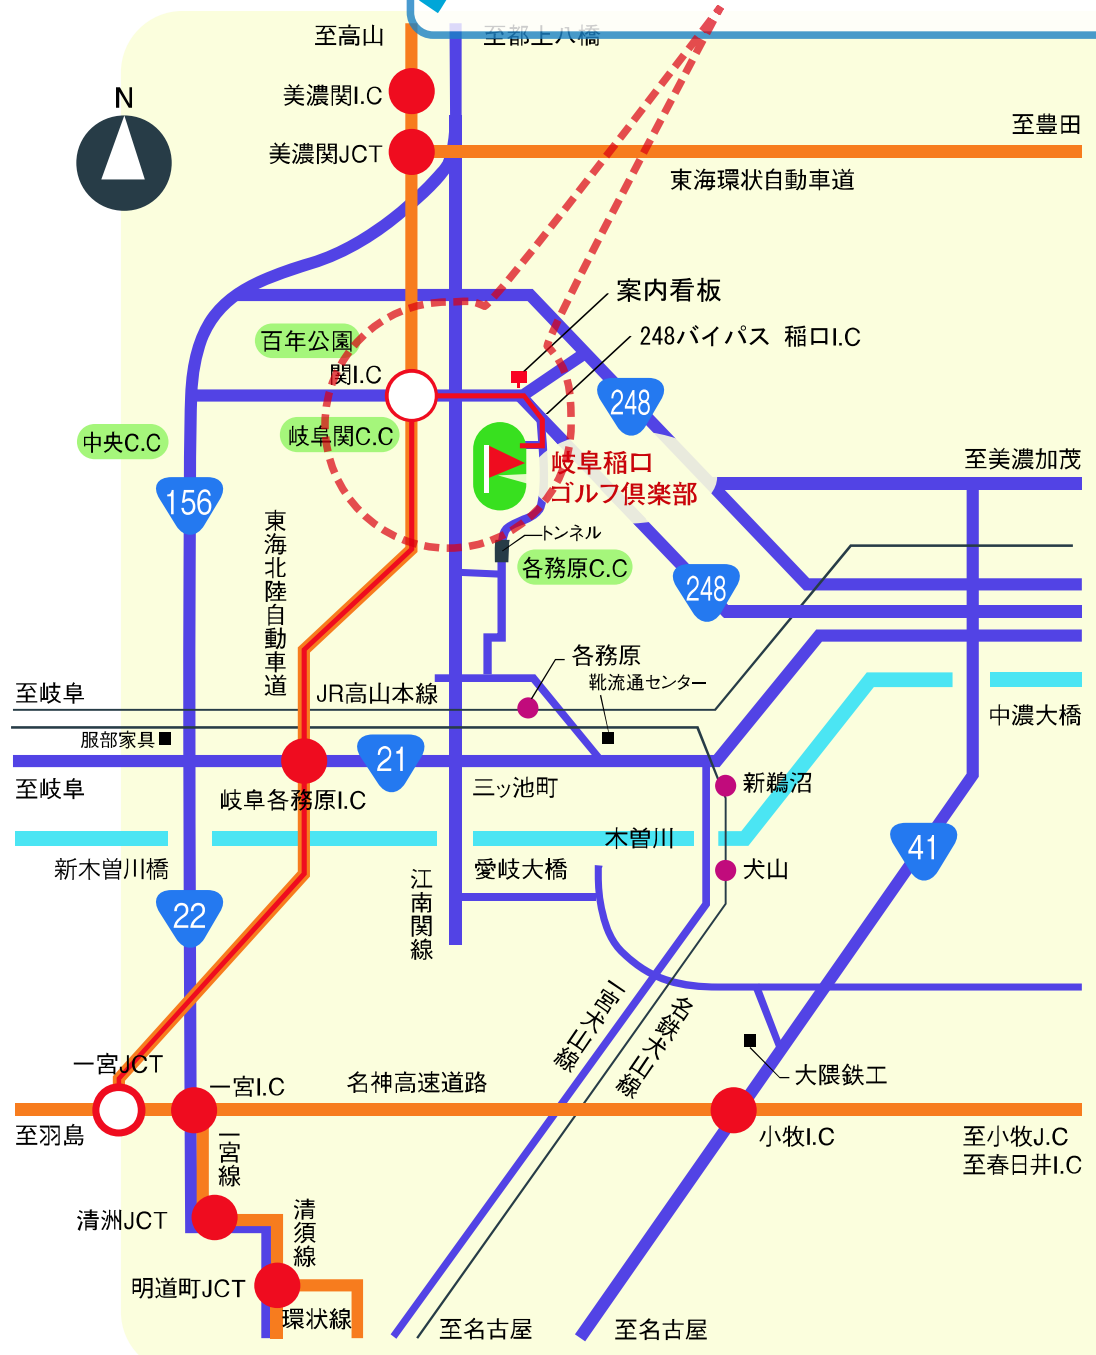 至高山
至都上八橋
N
美濃関I.C
至豊田
美濃関JCT
東海環状自動車道
案内看板
248バイパス 稲口I.C
百年公園
関I.C
248
中央C.C
岐阜関C.C
岐阜稲口
ゴルフ倶楽部
至美濃加茂
156
東海北陸自動車道
トンネル
各務原C.C
248
各務原
靴流通センター
至岐阜
JR高山本線
中濃大橋
服部家具
21
至岐阜
岐阜各務原I.C
三ッ池町
新鵜沼
木曽川
41
新木曽川橋
愛岐大橋
犬山
江南関線
22
一宮犬山線
名鉄犬山線
一宮JCT
一宮I.C
名神高速道路
大隈鉄工
至羽島
一宮線
小牧I.C
至小牧J.C
至春日井I.C
清洲JCT
清須線
明道町JCT
環状線
至名古屋
至名古屋